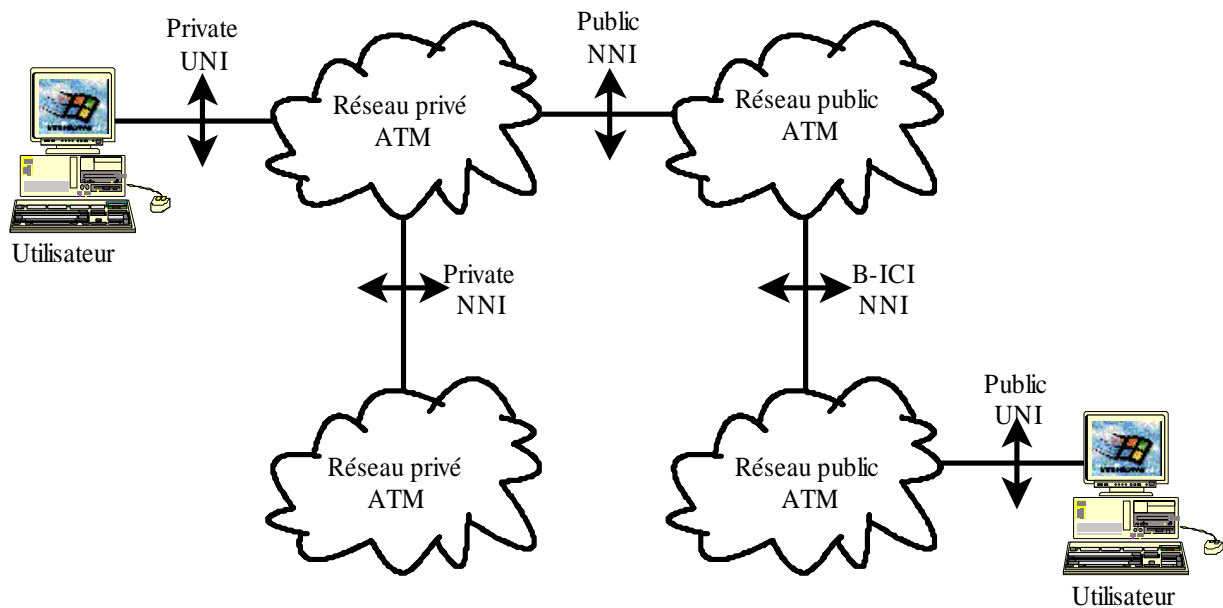 Private
UNI
Public
NNI
Réseau privé
ATM
Réseau public
ATM
Utilisateur
Private
NNI
B-ICI
NNI
Public
UNI
Réseau privé
ATM
Réseau public
ATM
Utilisateur